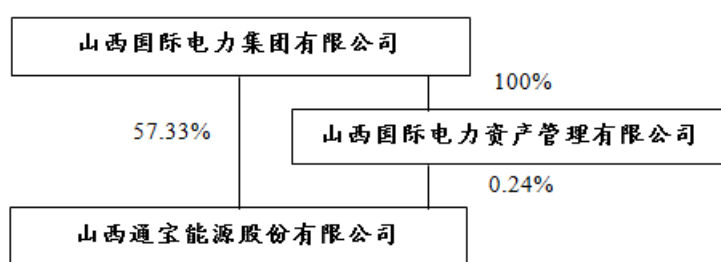 山西国际电力集团有限公司
100%
57.33%
山西国际电力资产管理有限公司
0.24%
山西通宝能源股份有限公司